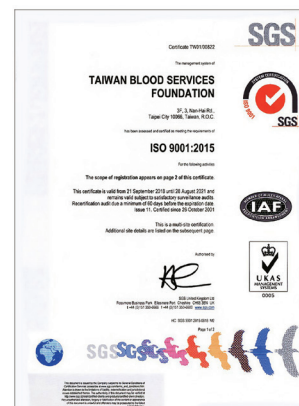 SGS
Certificate TW01/00522
The management system of
TAIWAN BLOOD SERVICES
FOUNDATION
3F, 3, Nan-Hai Rd.,
Taipei City 10066, Taiwan, R.O.C.
has been assessed and certified as meeting the requirements of
SGS
ISO 9001:2015
For the following activities
The scope of registration appears on page 2 of this certificate.
This certificate is valid from 21 September 2018 until 28 August 2021 and
remains valid subject to satisfactory surveillance audits.
Recertification audit due a minimum of 60 days before the expiration date
Issue 11. Certified since 29 October 2001
IAF
This is a multi-site certification.
Additional site details are listed on the subsequent page.
Authorised by
UKAS
MANAGEMENT
SYSTEMS
0005
SGS United Kingdom Ltd
Page 1 of 2
SGS SGS SGS